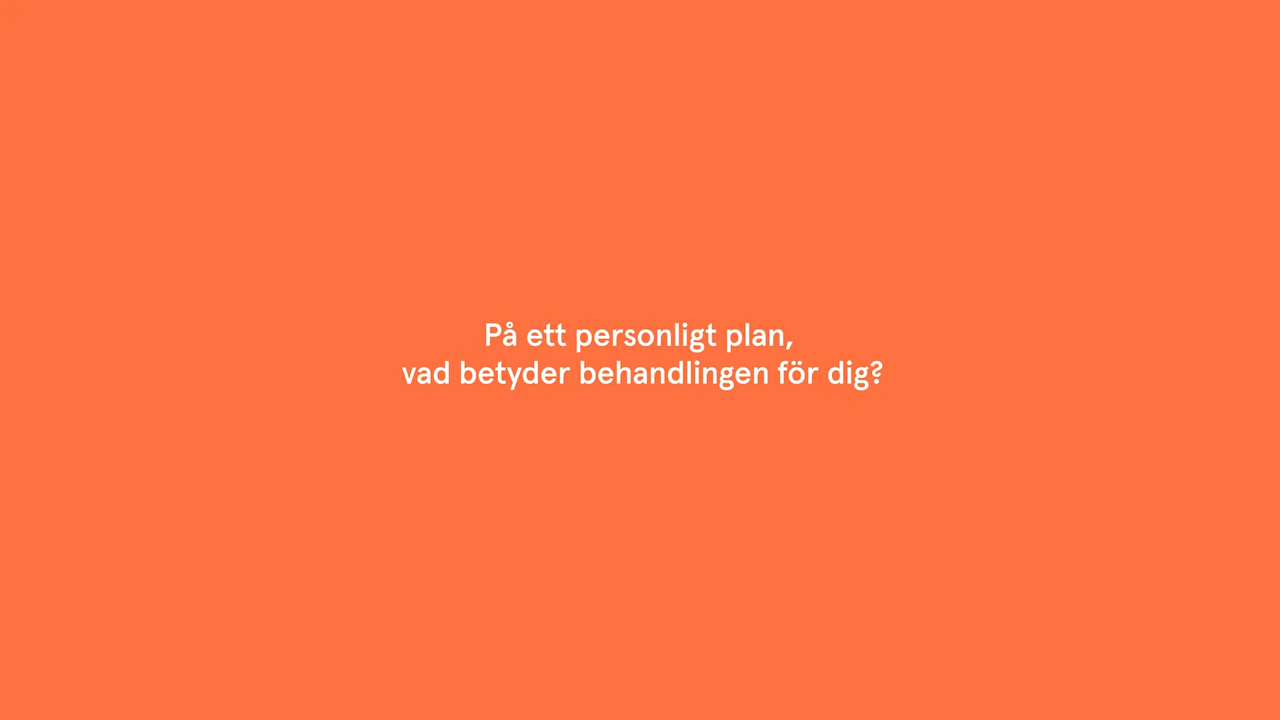 På ett personligt plan,
vad betyder behandlingen för dig?